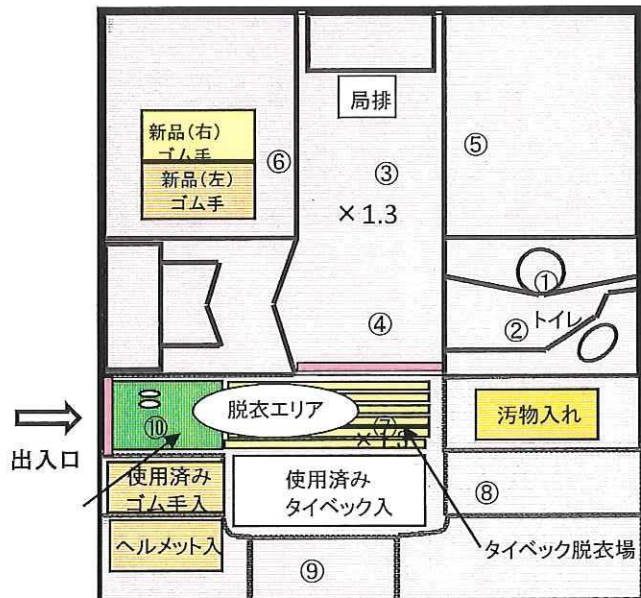 局排
新品(右)
ゴム手
新品(左)
ゴム手
⑥
③
⑤
×1.3
①
④
②
トイレ
出入口
⑩
脱衣エリア
⑦
×1.3
汚物入れ
使用済み
ゴム手入
使用済み
タイベック入
⑧
ヘルメット入
⑨
タイベック脱衣場